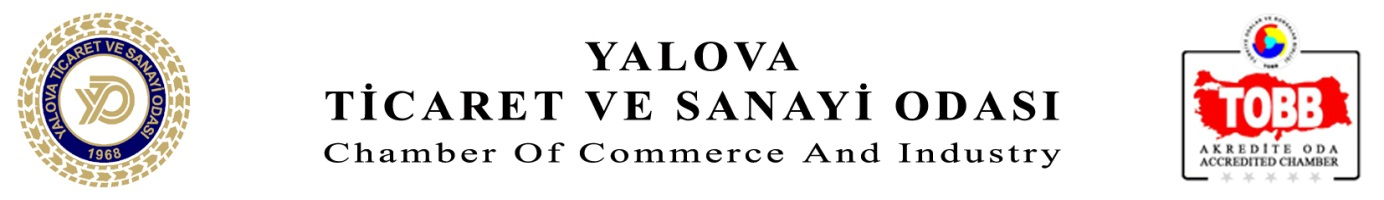 YALOVA TİCARET VE SANAYİ ODASI
1968
YALOVA
TİCARET VE SANAYİ ODASI
Chamber Of Commerce And Industry
TOBB
TOBB
AKREDİTE ODA
ACCREDITED CHAMBER